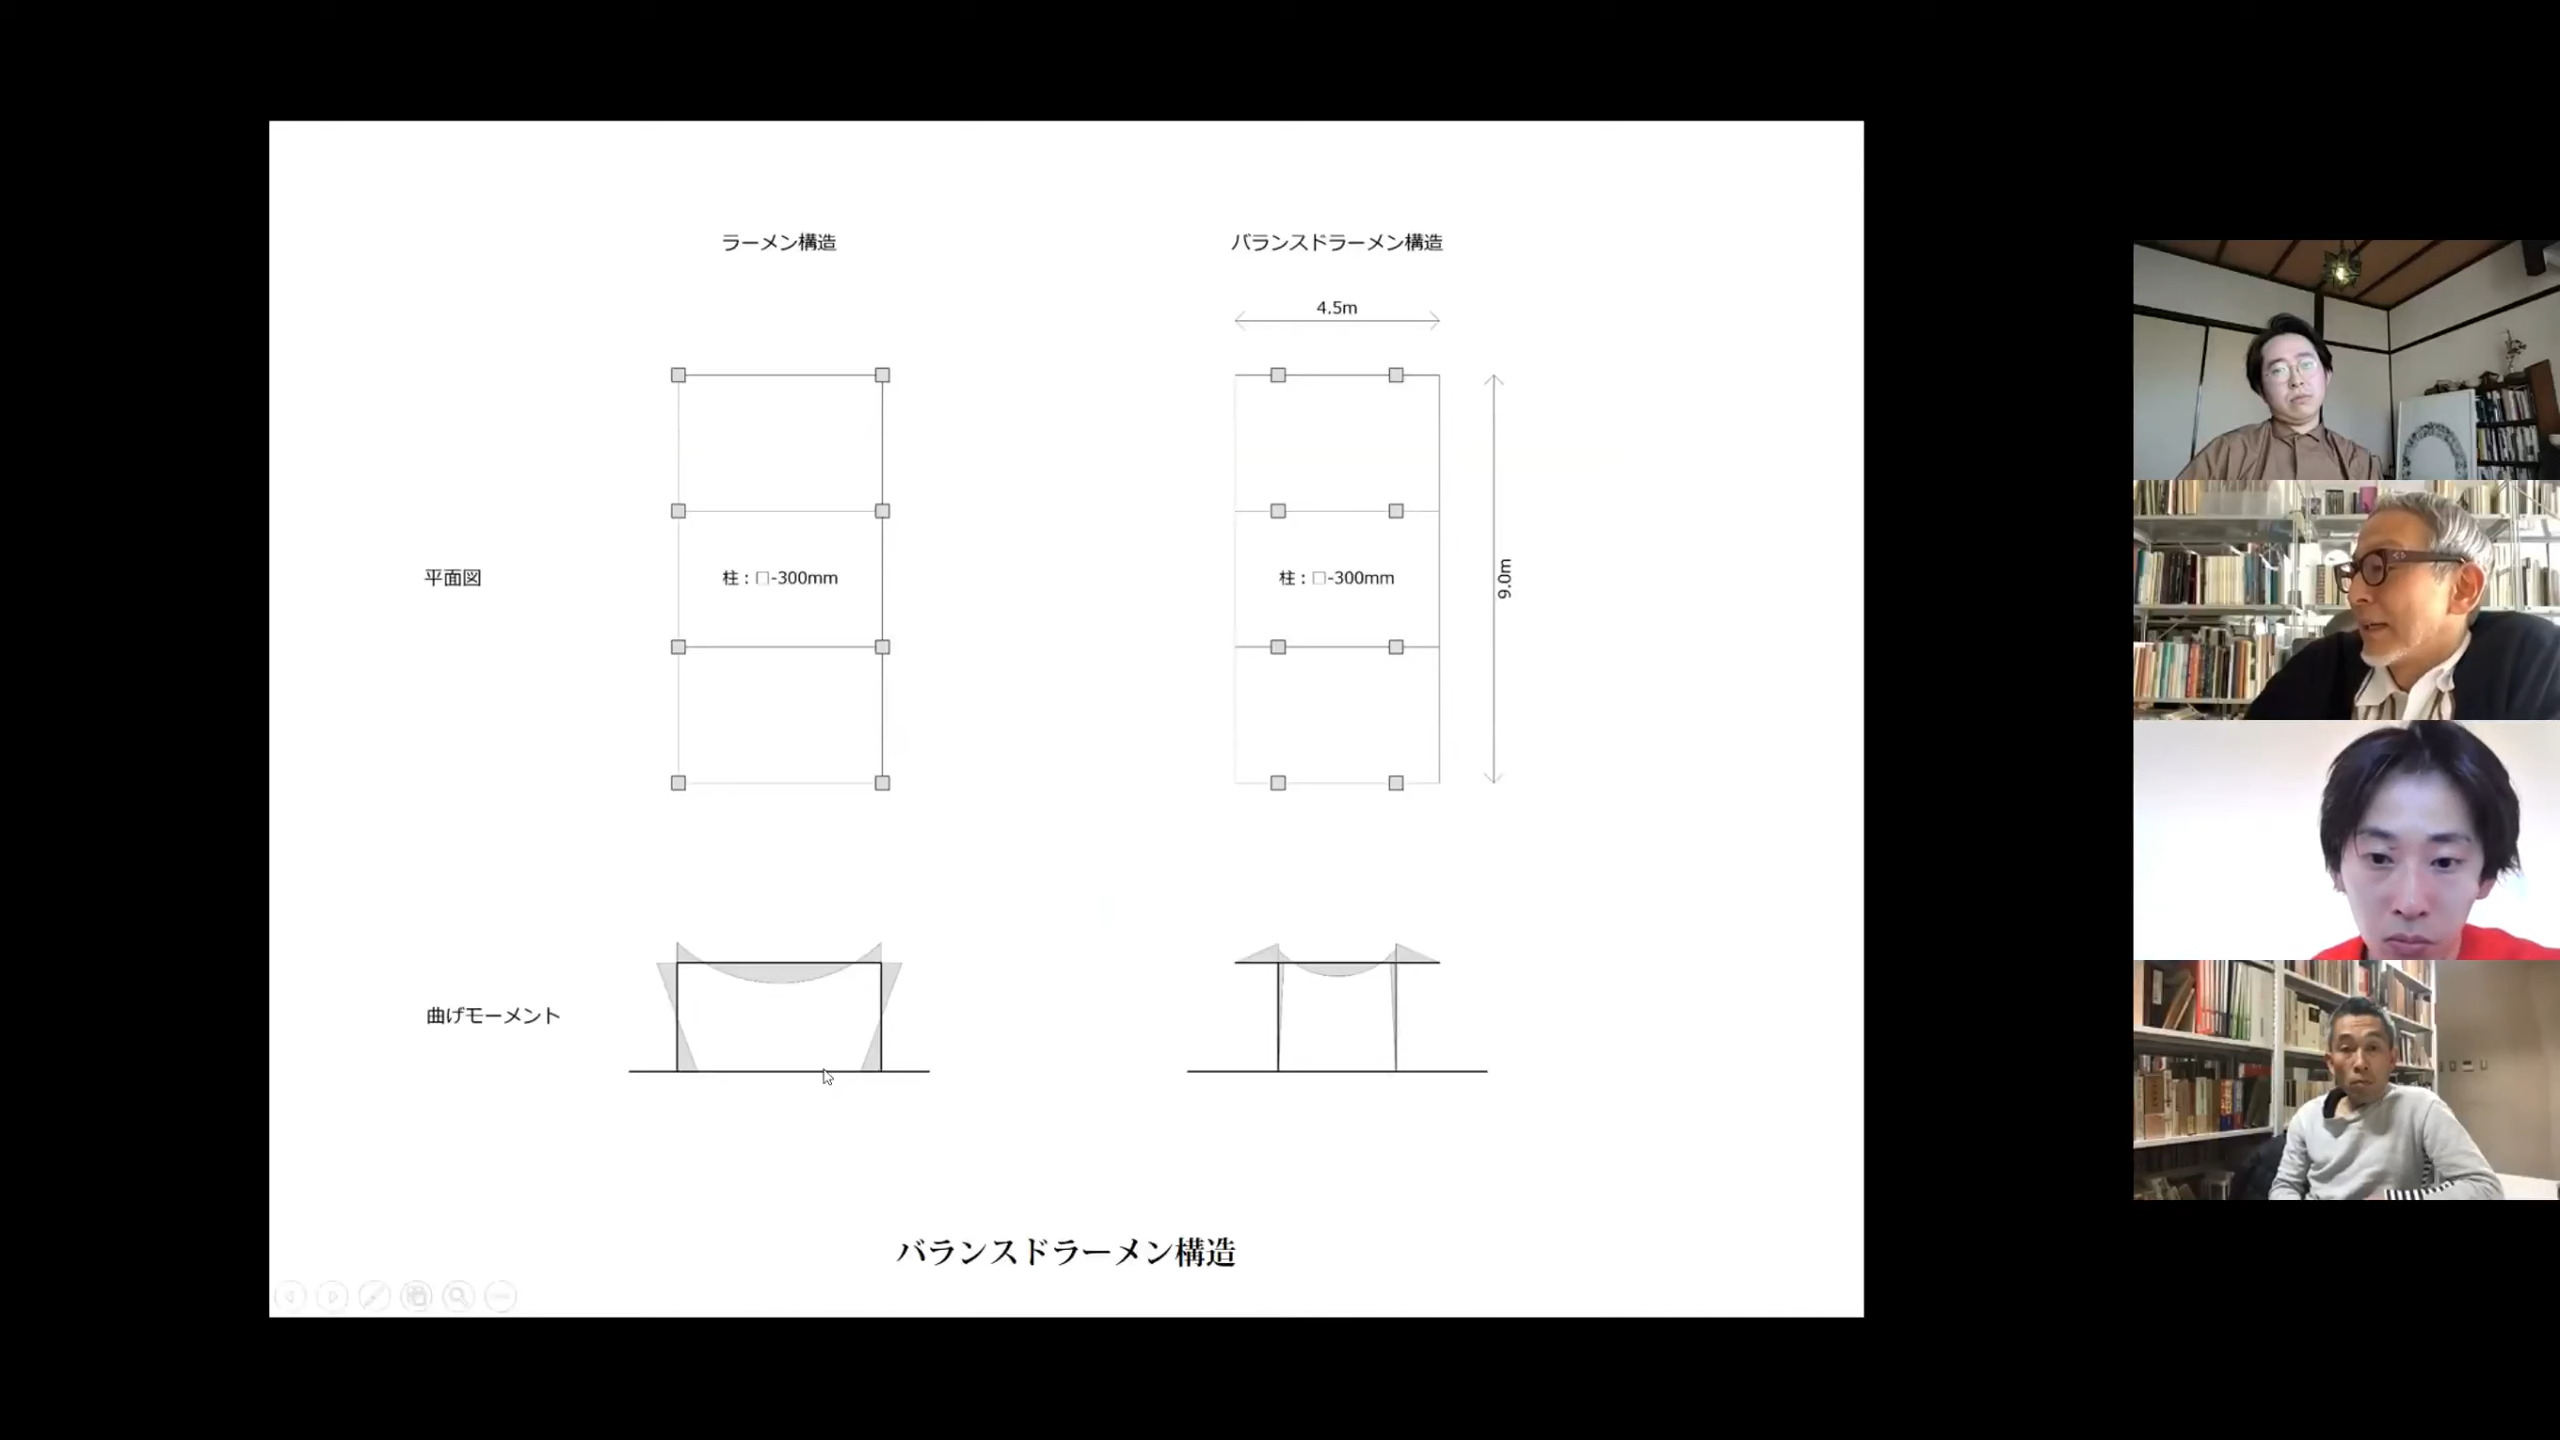 ラーメン構造
バランスドラーメン構造
4.5m
平面図
柱：□-300mm
柱：□-300mm
9.0m
曲げモーメント
バランスドラーメン構造